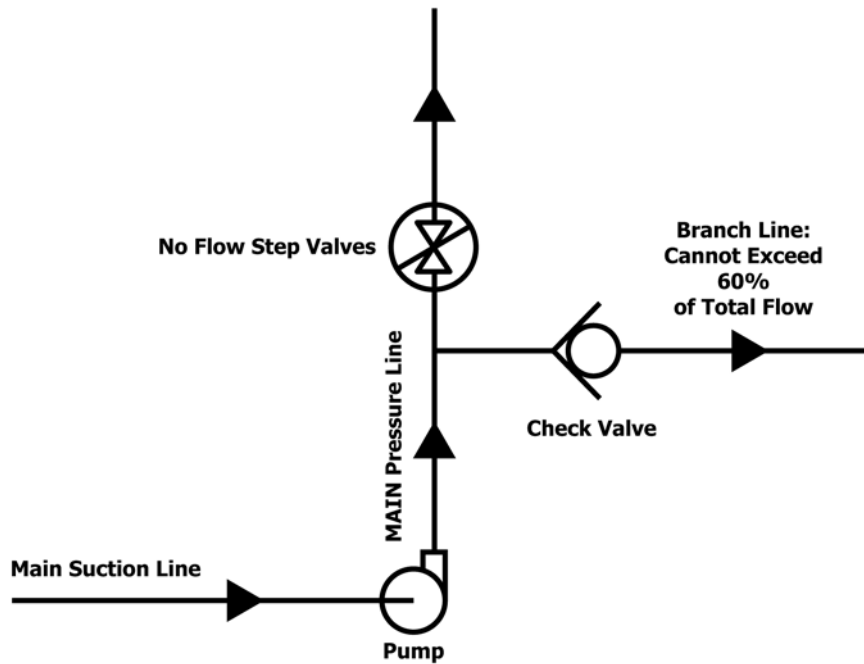 No Flow Step Valves
Branch Line:
Cannot Exceed
60%
of Total Flow
MAIN Pressure Line
Check Valve
Main Suction Line
Pump